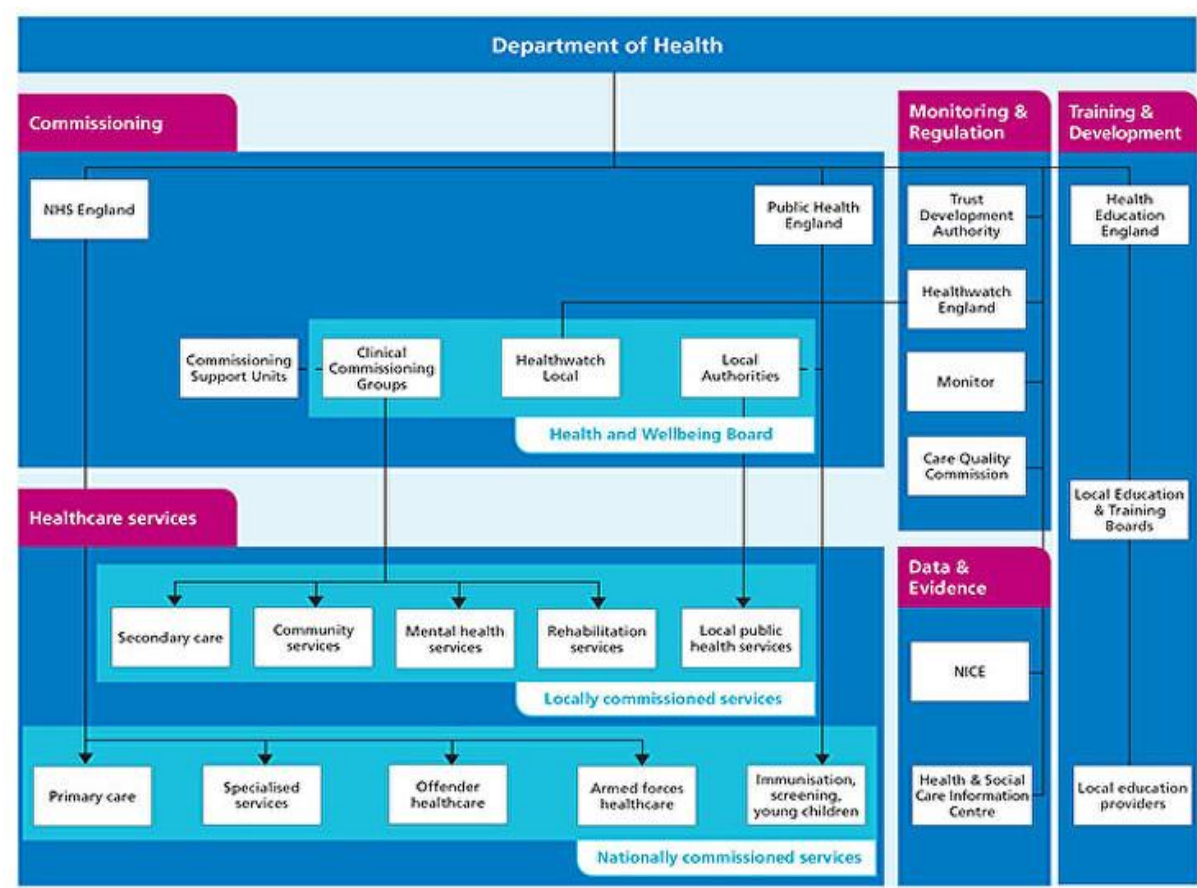 Department of Health
Commissioning
Monitoring &
Regulation
Training &
Development
NHS England
Public Health
England
Trust
Development
Authority
Health
Education
England
Healthwatch
England
Commissioning
Support Units
Clinical
Commissioning
Groups
Healthwatch
Local
Local
Authorities
Monitor
Health and Wellbeing Board
Care Quality
Commission
Local Education
& Training
Boards
Healthcare services
Data &
Evidence
Secondary care
Community
services
Mental health
services
Rehabilitation
services
Local public
health services
NICE
Locally commissioned services
Primary care
Specialised
services
Offender
healthcare
Armed forces
healthcare
Immunisation,
screening,
young children
Health & Social
Care Information
Centre
Local education
providers
Nationally commissioned services